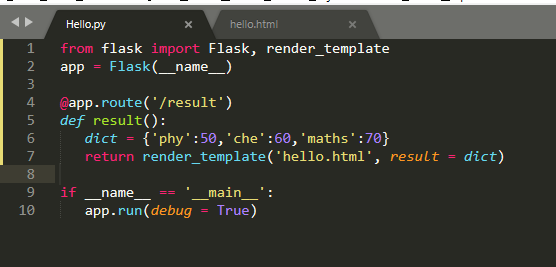 Hello.py hello.html
1 from flask import Flask, render_template
2 app = Flask(__name__)
3
4 @app.route('/result')
5 def result():
6    dict = {'phy':50,'che':60,'maths':70}
7    return render_template('hello.html', result = dict)
8
9 if __name__ == '__main__':
10    app.run(debug = True)